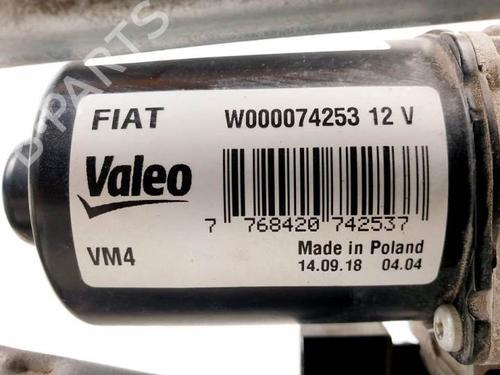 FIAT W000074253 12 V
Valeo
7 768420 742537
VM4 Made in Poland
14.09.18 04.04
D-PARTS